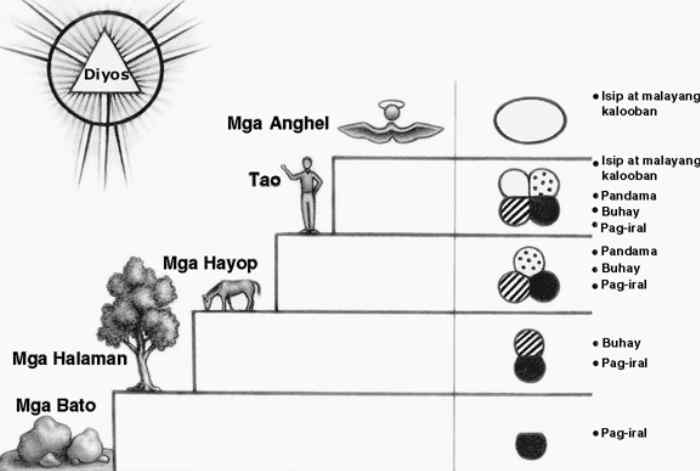 Diyos
Mga Anghel
• Isip at malayang
kalooban
Tao
• Isip at malayang
kalooban
• Pandama
• Buhay
• Pag-iral
Mga Hayop
• Pandama
• Buhay
• Pag-iral
Mga Halaman
• Buhay
• Pag-iral
Mga Bato
• Pag-iral